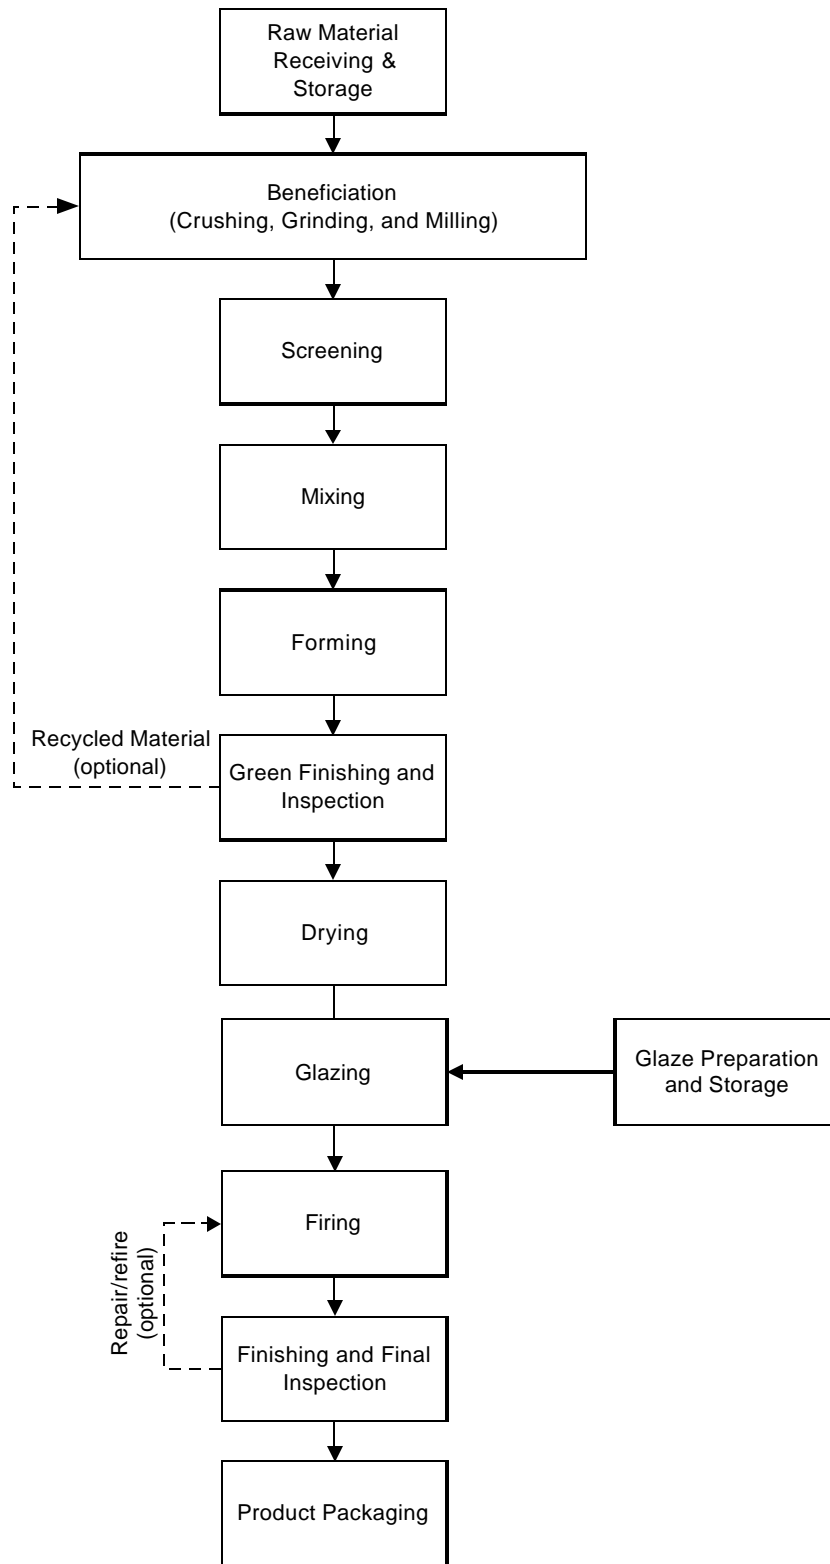 Raw Material
Receiving &
Storage
Beneficiation
(Crushing, Grinding, and Milling)
Screening
Mixing
Forming
Recycled Material
(optional)
Green Finishing and
Inspection
Drying
Glazing
Glaze Preparation
and Storage
Firing
Repair/refire
(optional)
Finishing and Final
Inspection
Product Packaging